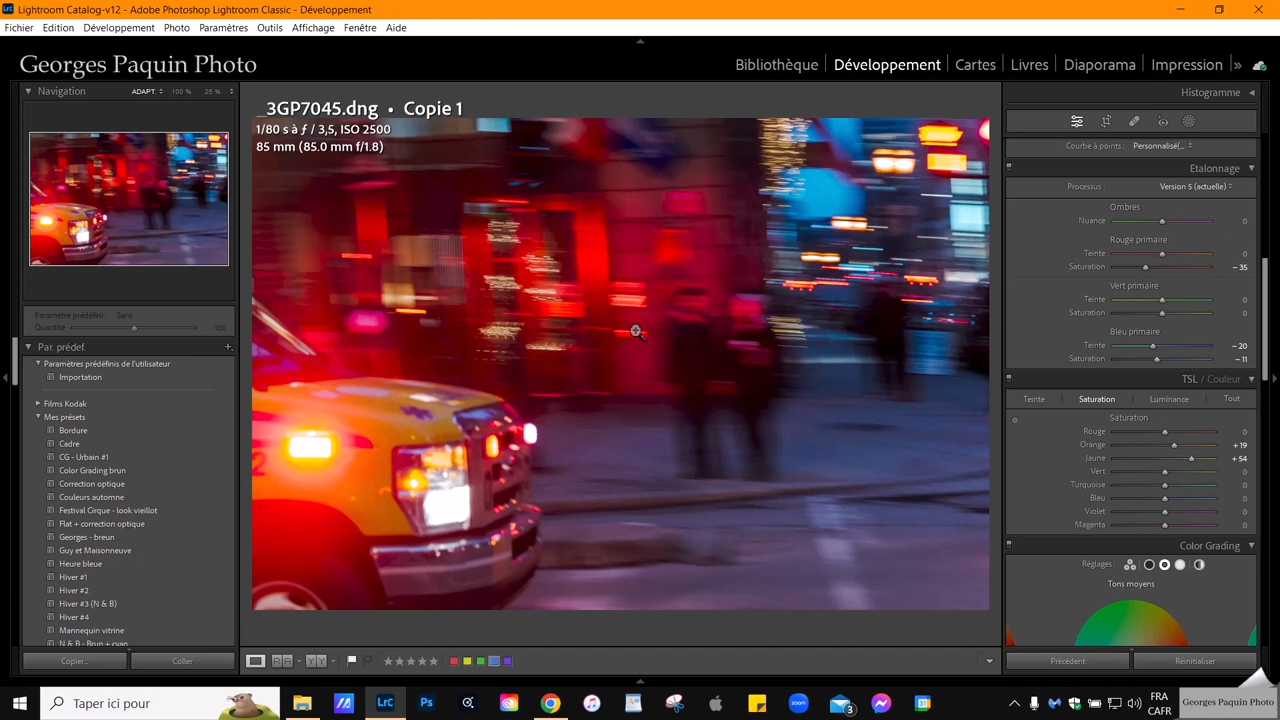 Lightroom Catalog-v12 - Adobe Photoshop Lightroom Classic - Développement
Fichier Edition Développement Photo Paramètres Outils Affichage Fenêtre Aide
Georges Paquin Photo
Bibliothèque Développement Cartes Livres Diaporama Impression »
Navigation ADAPT. 100 % 25 %
Paramètre prédéfini : Sans
Quantité 100
Par. prédef +
Paramètres prédéfinis de l'utilisateur
Importation
Films Kodak
Mes présets
Bordure
Cadre
CG - Urbain #1
Color Grading brun
Correction optique
Couleurs automne
Festival Cirque - look vieillot
Flat + correction optique
Georges - breun
Guy et Maisonneuve
Heure bleue
Hiver #1
Hiver #2
Hiver #3 (N & B)
Hiver #4
Mannequin vitrine
N & B - Brun + cyan
Copier... Coller
_3GP7045.dng • Copie 1
1/80 s à ƒ / 3,5, ISO 2500
85 mm (85.0 mm f/1.8)
Histogramme
Courbe à points : Personnalisé(...
Etalonnage
Processus : Version 5 (actuelle)
Ombres
Nuance 0
Rouge primaire
Teinte 0
Saturation - 35
Vert primaire
Teinte 0
Saturation 0
Bleu primaire
Teinte - 20
Saturation - 11
TSL / Couleur
Teinte Saturation Luminance Tout
Saturation
Rouge 0
Orange + 19
Jaune + 54
Vert 0
Turquoise 0
Bleu 0
Violet 0
Magenta 0
Color Grading
Réglages :
Tons moyens
Précédent Réinitialiser
Taper ici pour
LrC Ps
3
FRA
CAFR
Georges Paquin Photo